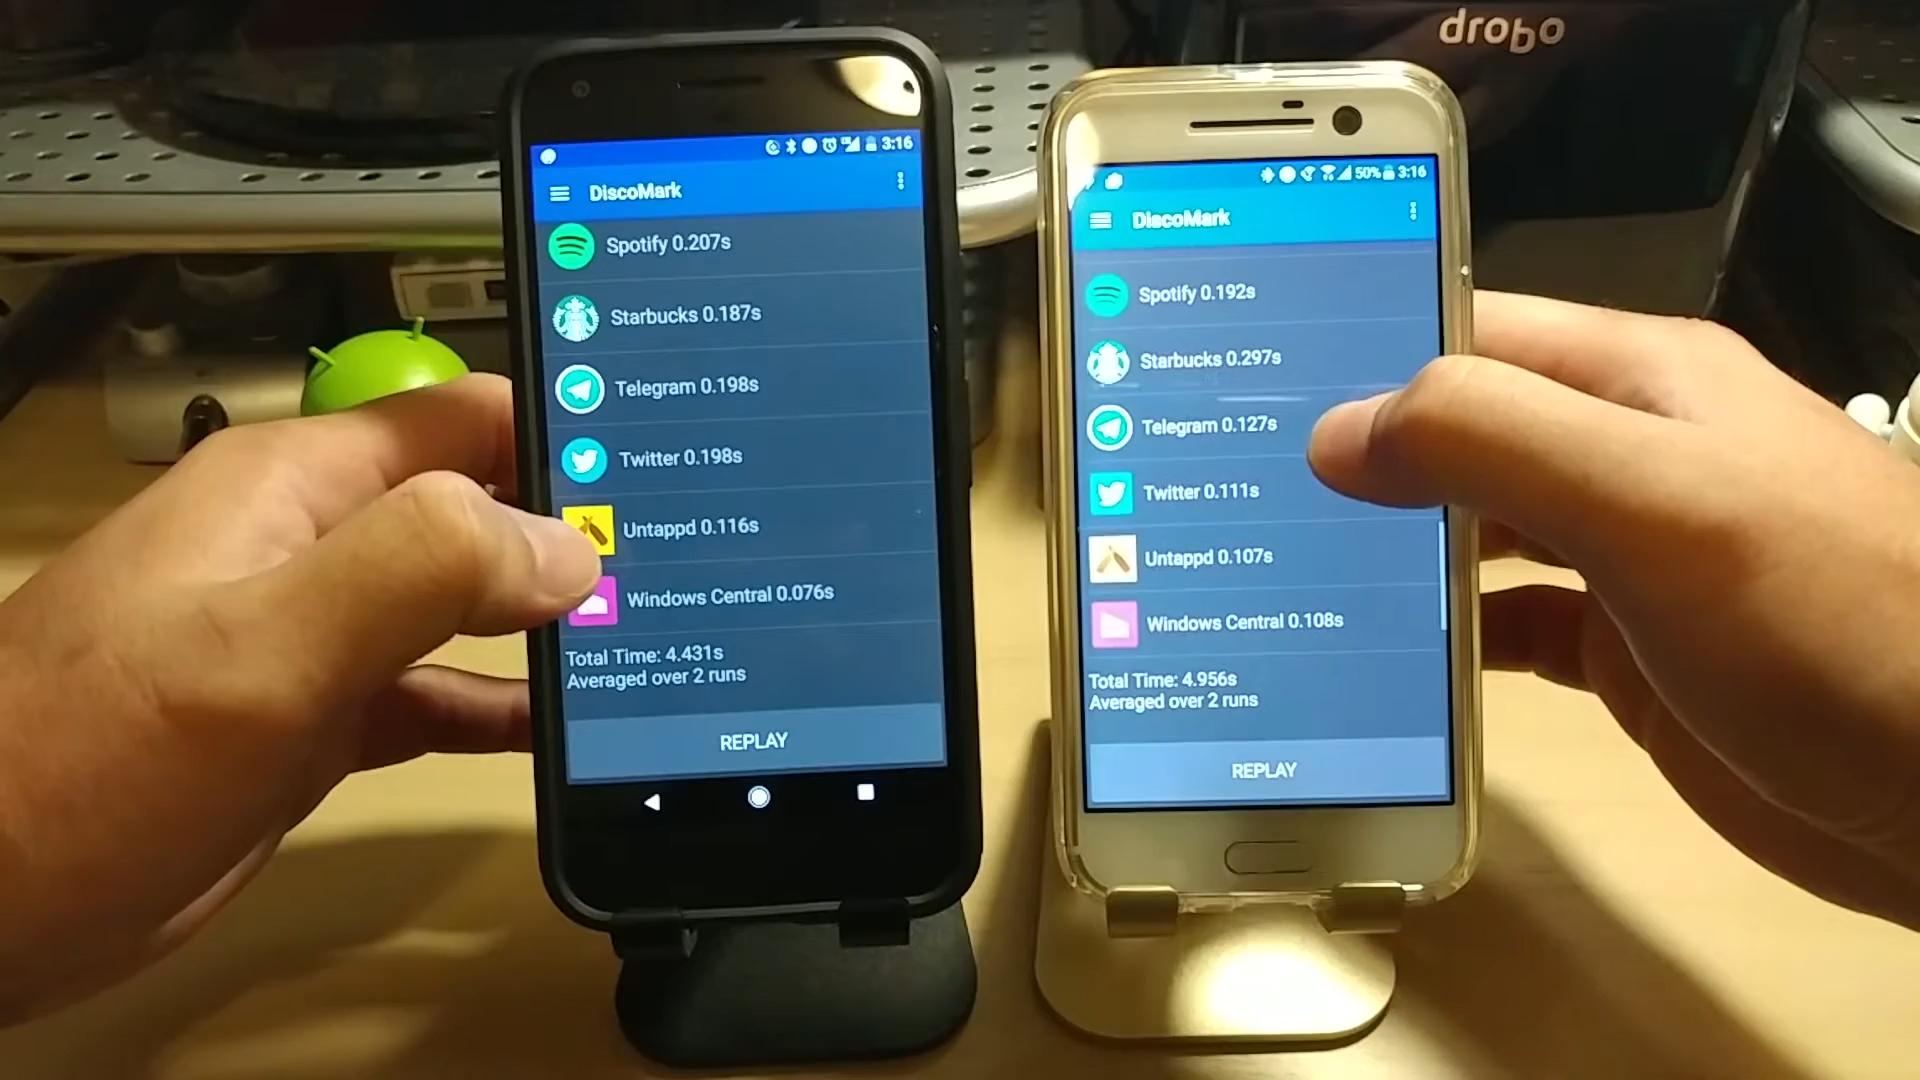 drobo
3:16
DiscoMark
Spotify 0.207s
Starbucks 0.187s
Telegram 0.198s
Twitter 0.198s
Untappd 0.116s
Windows Central 0.076s
Total Time: 4.431s
Averaged over 2 runs
REPLAY
50% 3:16
DiscoMark
Spotify 0.192s
Starbucks 0.297s
Telegram 0.127s
Twitter 0.111s
Untappd 0.107s
Windows Central 0.108s
Total Time: 4.956s
Averaged over 2 runs
REPLAY